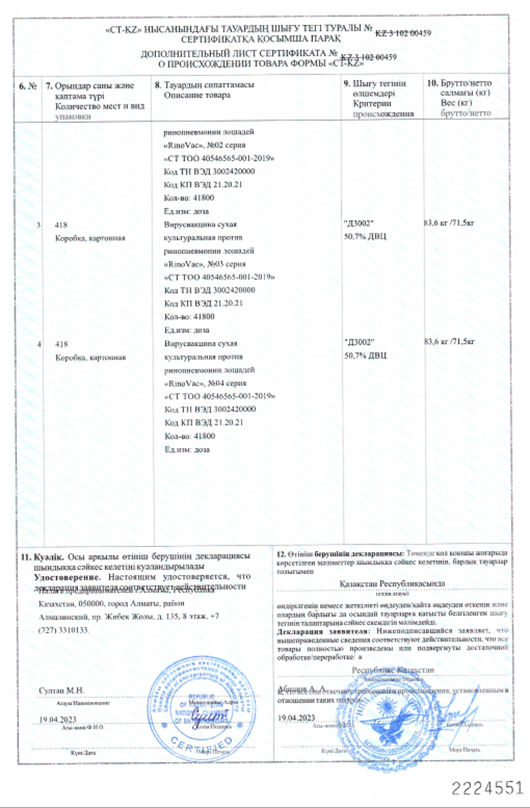 «СТ-KZ» НЫСАНЫНДАҒЫ ТАУАРДЫҢ ШЫҒУ ТЕГІ ТУРАЛЫ № KZ 3 102 00459
СЕРТИФИКАТҚА ҚОСЫМША ПАРАҚ
ДОПОЛНИТЕЛЬНЫЙ ЛИСТ СЕРТИФИКАТА № KZ 3 102 00459
О ПРОИСХОЖДЕНИИ ТОВАРА ФОРМЫ «СТ-KZ»
6. № 7. Орындар саны және қаптама түрі Количество мест и вид упаковки
8. Тауардың сипаттамасы Описание товара
9. Шығу тегінің өлшемдері Критерии происхождения
10. Брутто/нетто салмағы (кг) Вес (кг) брутто/нетто
ринопневмонии лошадей
«RinoVac», №02 серия
«СТ ТОО 40546565-001-2019»
Код ТН ВЭД 3002420000
Код КП ВЭД 21.20.21
Кол-во: 41800
Ед.изм: доза
3 418 Вирусвакцина сухая "Д3002" 83,6 кг /71,5кг
Коробка, картонная культуральная против 50,7% ДВЦ
ринопневмонии лошадей
«RinoVac», №03 серия
«СТ ТОО 40546565-001-2019»
Код ТН ВЭД 3002420000
Код КП ВЭД 21.20.21
Кол-во: 41800
Ед.изм: доза
4 418 Вирусвакцина сухая "Д3002" 83,6 кг /71,5кг
Коробка, картонная культуральная против 50,7% ДВЦ
ринопневмонии лошадей
«RinoVac», №04 серия
«СТ ТОО 40546565-001-2019»
Код ТН ВЭД 3002420000
Код КП ВЭД 21.20.21
Кол-во: 41800
Ед.изм: доза
11. Куәлік. Осы арқылы өтініш берушінің декларациясы
шындыққа сәйкес келетіні куәландырылады
Удостоверение. Настоящим удостоверяется, что
декларация заявителя соответствует действительности
Палата предпринимателей г.Алматы, Республика
Казахстан, 050000, город Алматы, район
Алмалинский, пр. Жибек Жолы, д. 135, 8 этаж, +7
(727) 3310133
Султан М.Н.
Атауы/Наименование Мекенжайы/Адрес
19.04.2023
Аты-жөні/Ф.И.О. Қолы/Подпись
Күні/Дата Мөрі/Печать
CERTIFIED
12. Өтініш берушінің декларациясы: Төменде қол қоюшы жоғарыда
көрсетілген мәліметтер шындыққа сәйкес келетінін, барлық тауарлар
толығымен
Қазақстан Республикасында
өндірілгенін немесе жеткілікті өңдеуден/қайта өңдеуден өткенін және
олардың барлығы да осындай тауарларға қатысты белгіленген шығу
тегінің талаптарына сәйкес екендігін мәлімдейді.
Декларация заявителя: Нижеподписавшийся заявляет, что
вышеприведенные сведения соответствуют действительности, что все
товары полностью произведены или подвергнуты достаточной
обработке/переработке: в
Республике Казахстан
и, что все они отвечают требованиям происхождения, установленным в
отношении таких товаров
19.04.2023
Күні/Дата Мөрі/Печать
2224551